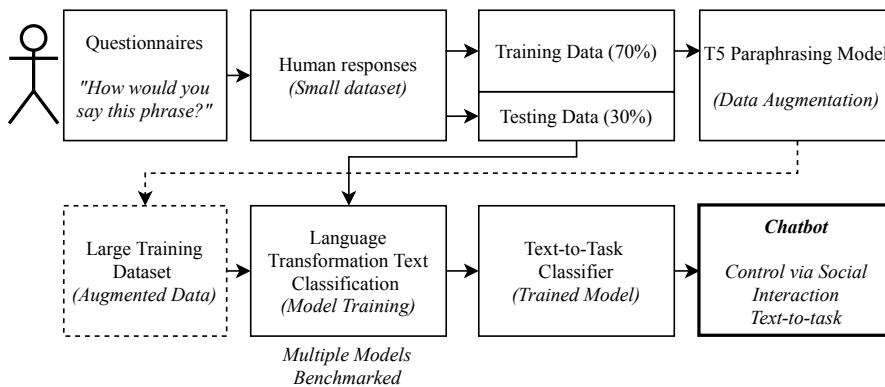 Questionnaires
"How would you
say this phrase?"
Human responses
(Small dataset)
Training Data (70%)
Testing Data (30%)
T5 Paraphrasing Model
(Data Augmentation)
Large Training
Dataset
(Augmented Data)
Language
Transformation Text
Classification
(Model Training)
Multiple Models
Benchmarked
Text-to-Task
Classifier
(Trained Model)
Chatbot
Control via Social
Interaction
Text-to-task